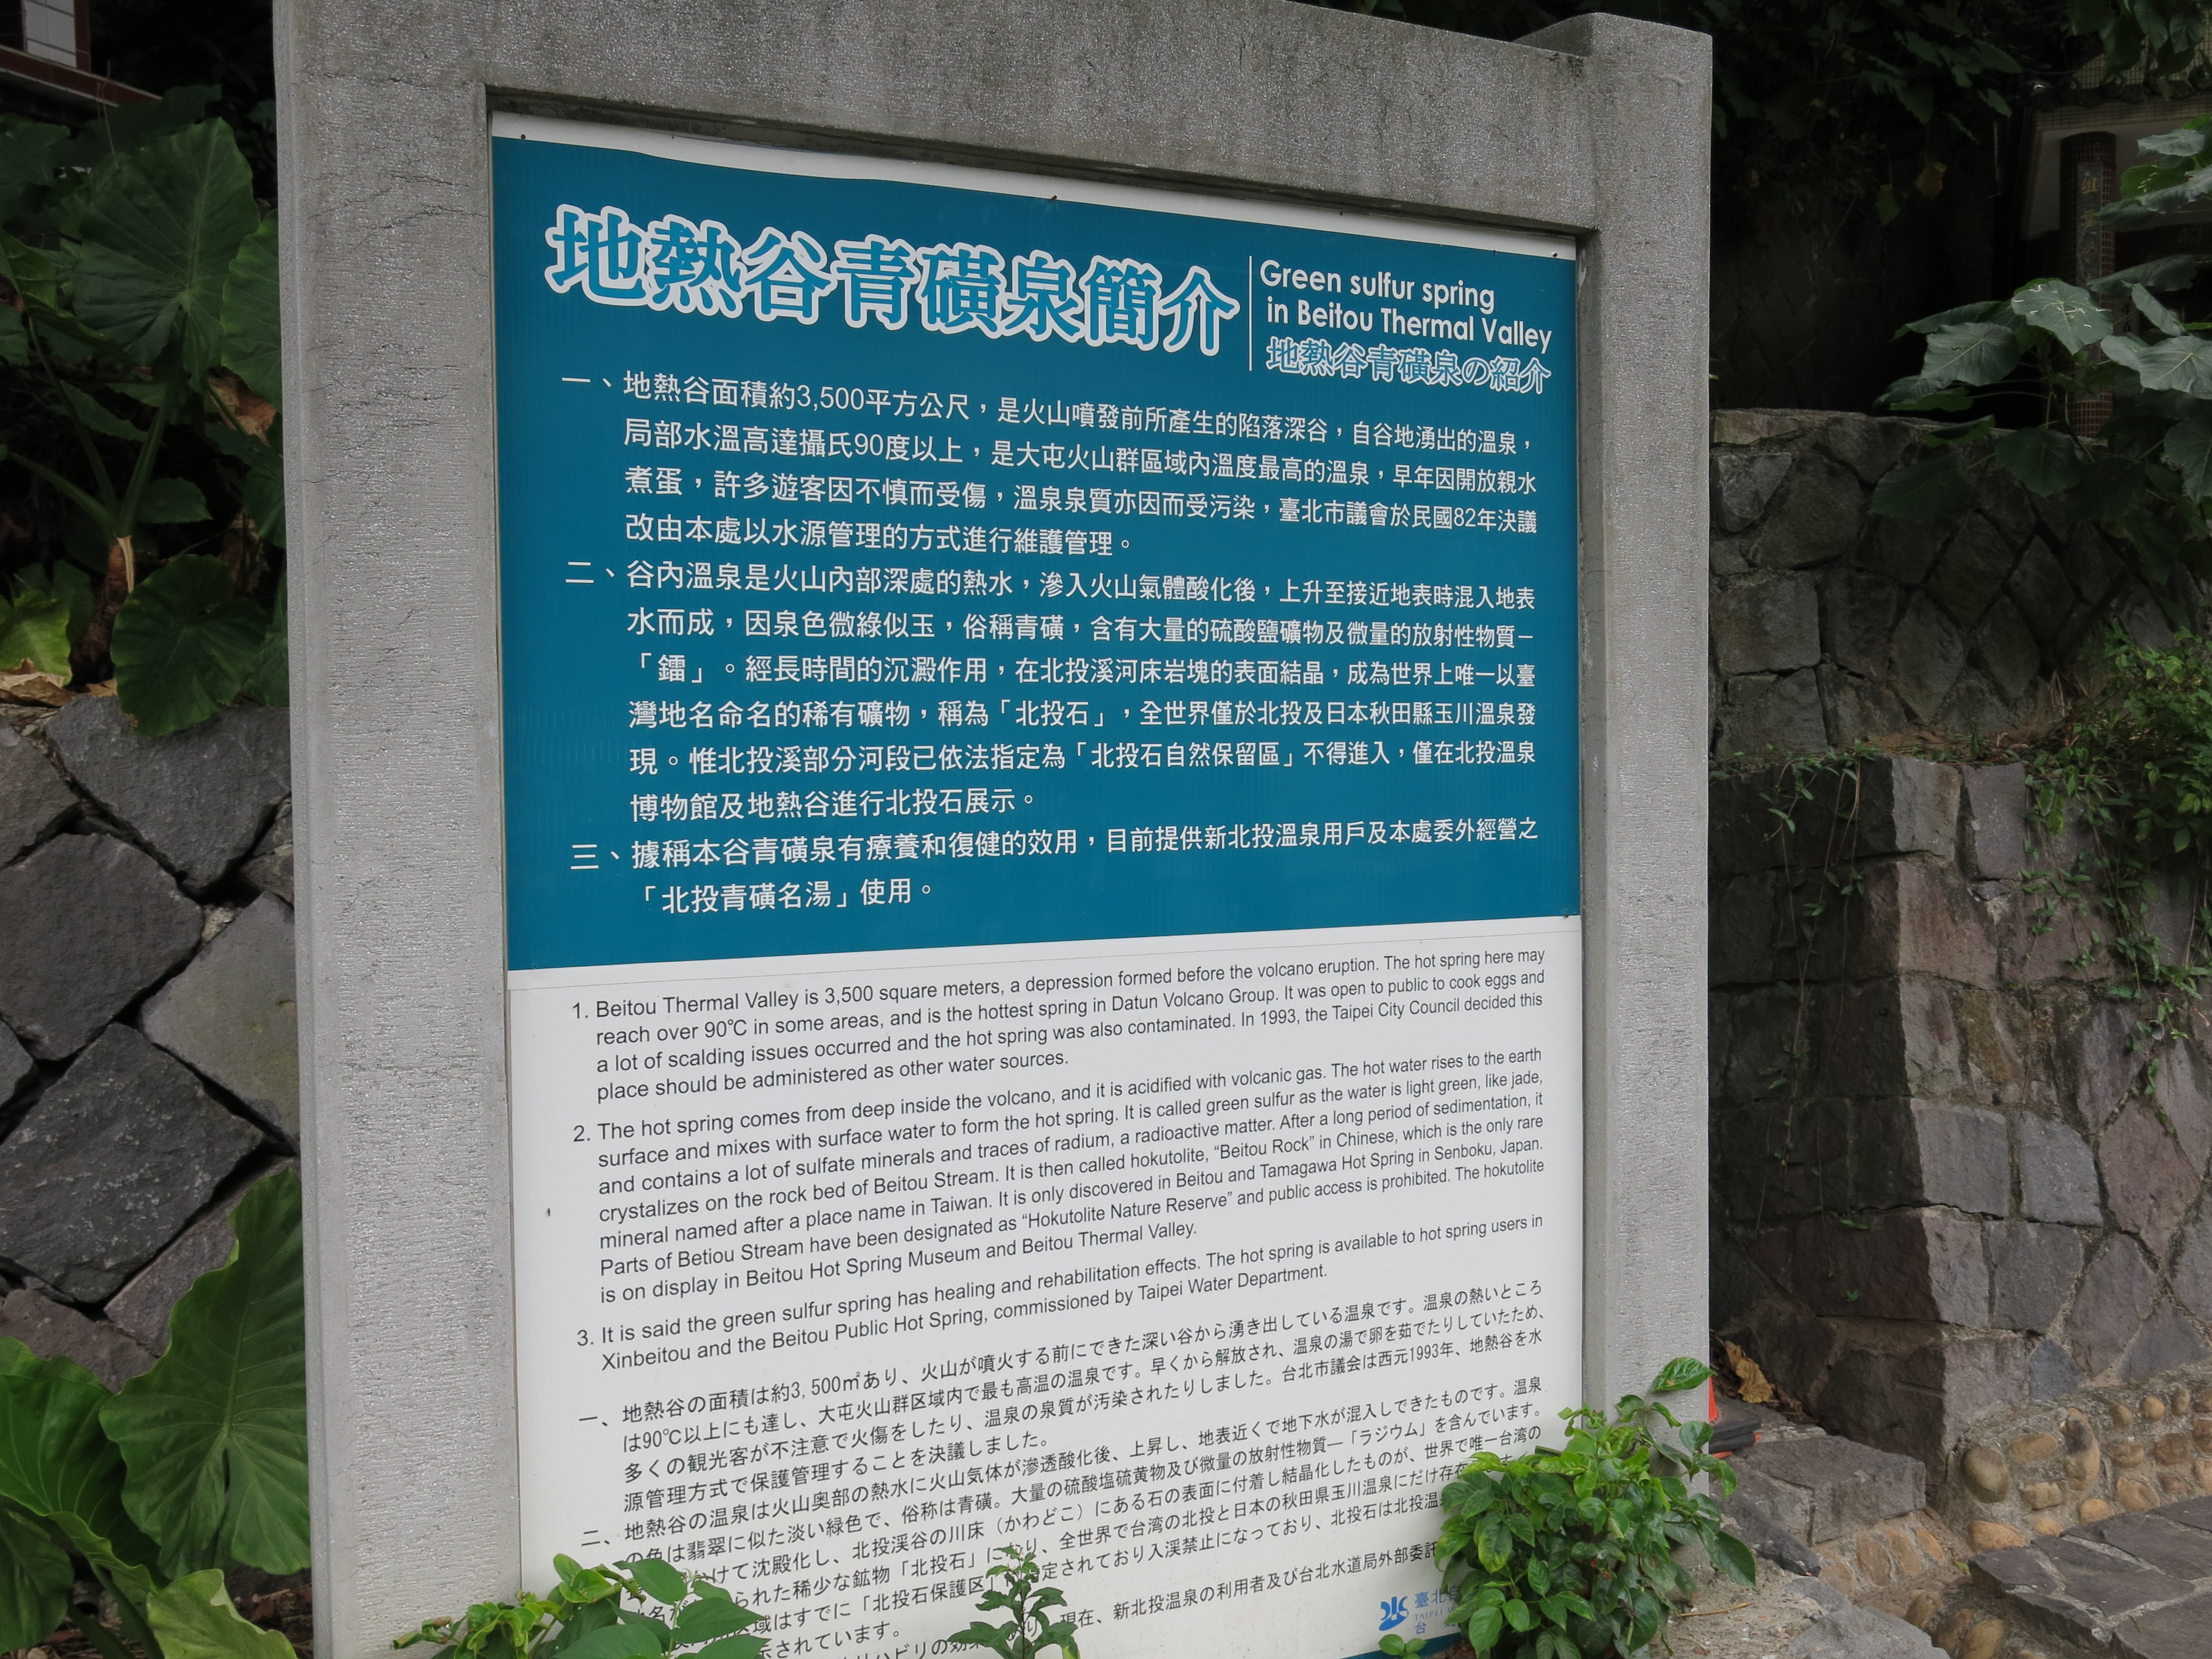 地熱谷青磺泉簡介
Green sulfur spring
in Beitou Thermal Valley
地熱谷青磺泉の紹介
一、地熱谷面積約3,500平方公尺，是火山噴發前所產生的陷落深谷，自谷地湧出的溫泉，
局部水溫高達攝氏90度以上，是大屯火山群區域內溫度最高的溫泉，早年因開放親水
煮蛋，許多遊客因不慎而受傷，溫泉泉質亦因而受污染，臺北市議會於民國82年決議
改由本處以水源管理的方式進行維護管理。
二、谷內溫泉是火山內部深處的熱水，滲入火山氣體酸化後，上升至接近地表時混入地表
水而成，因泉色微綠似玉，俗稱青磺，含有大量的硫酸鹽礦物及微量的放射性物質－
「鐳」。經長時間的沉澱作用，在北投溪河床岩塊的表面結晶，成為世界上唯一以臺
灣地名命名的稀有礦物，稱為「北投石」，全世界僅於北投及日本秋田縣玉川溫泉發
現。惟北投溪部分河段已依法指定為「北投石自然保留區」不得進入，僅在北投溫泉
博物館及地熱谷進行北投石展示。
三、據稱本谷青磺泉有療養和復健的效用，目前提供新北投溫泉用戶及本處委外經營之
「北投青磺名湯」使用。
1. Beitou Thermal Valley is 3,500 square meters, a depression formed before the volcano eruption. The hot spring here may
reach over 90℃ in some areas, and is the hottest spring in Datun Volcano Group. It was open to public to cook eggs and
a lot of scalding issues occurred and the hot spring was also contaminated. In 1993, the Taipei City Council decided this
place should be administered as other water sources.
2. The hot spring comes from deep inside the volcano, and it is acidified with volcanic gas. The hot water rises to the earth
surface and mixes with surface water to form the hot spring. It is called green sulfur as the water is light green, like jade,
and contains a lot of sulfate minerals and traces of radium, a radioactive matter. After a long period of sedimentation, it
crystalizes on the rock bed of Beitou Stream. It is then called hokutolite, “Beitou Rock” in Chinese, which is the only rare
mineral named after a place name in Taiwan. It is only discovered in Beitou and Tamagawa Hot Spring in Senboku, Japan.
Parts of Betiou Stream have been designated as “Hokutolite Nature Reserve” and public access is prohibited. The hokutolite
is on display in Beitou Hot Spring Museum and Beitou Thermal Valley.
3. It is said the green sulfur spring has healing and rehabilitation effects. The hot spring is available to hot spring users in
Xinbeitou and the Beitou Public Hot Spring, commissioned by Taipei Water Department.
一、地熱谷の面積は約3,500㎡あり、火山が噴火する前にできた深い谷から湧き出している温泉です。温泉の熱いところ
は90℃以上にも達し、大屯火山群区域内で最も高温の温泉です。早くから解放され、温泉の湯で卵を茹でたりしていたため、
多くの観光客が不注意で火傷をしたり、温泉の泉質が汚染されたりしました。台北市議会は西元1993年、地熱谷を水
源管理方式で保護管理することを決議しました。
二、地熱谷の温泉は火山奥部の熱水に火山気体が滲透酸化後、上昇し、地表近くで地下水が混入しできたものです。温泉
の色は翡翠に似た淡い緑色で、俗称は青磺。大量の硫酸塩硫黄物及び微量の放射性物質—「ラジウム」を含んでいます。
かけて沈殿化し、北投渓谷の川床（かわどこ）にある石の表面に付着し結晶化したものが、世界で唯一台湾の
られた稀少な鉱物「北投石」になり、全世界で台湾の北投と日本の秋田県玉川温泉にだけ存在
域はすでに「北投石保護区」 定されており入渓禁止になっており、北投石は北投温
示されています。
ハビリの効 現在、新北投温泉の利用者及び台北水道局外部委託
臺北
TAIPEI
台